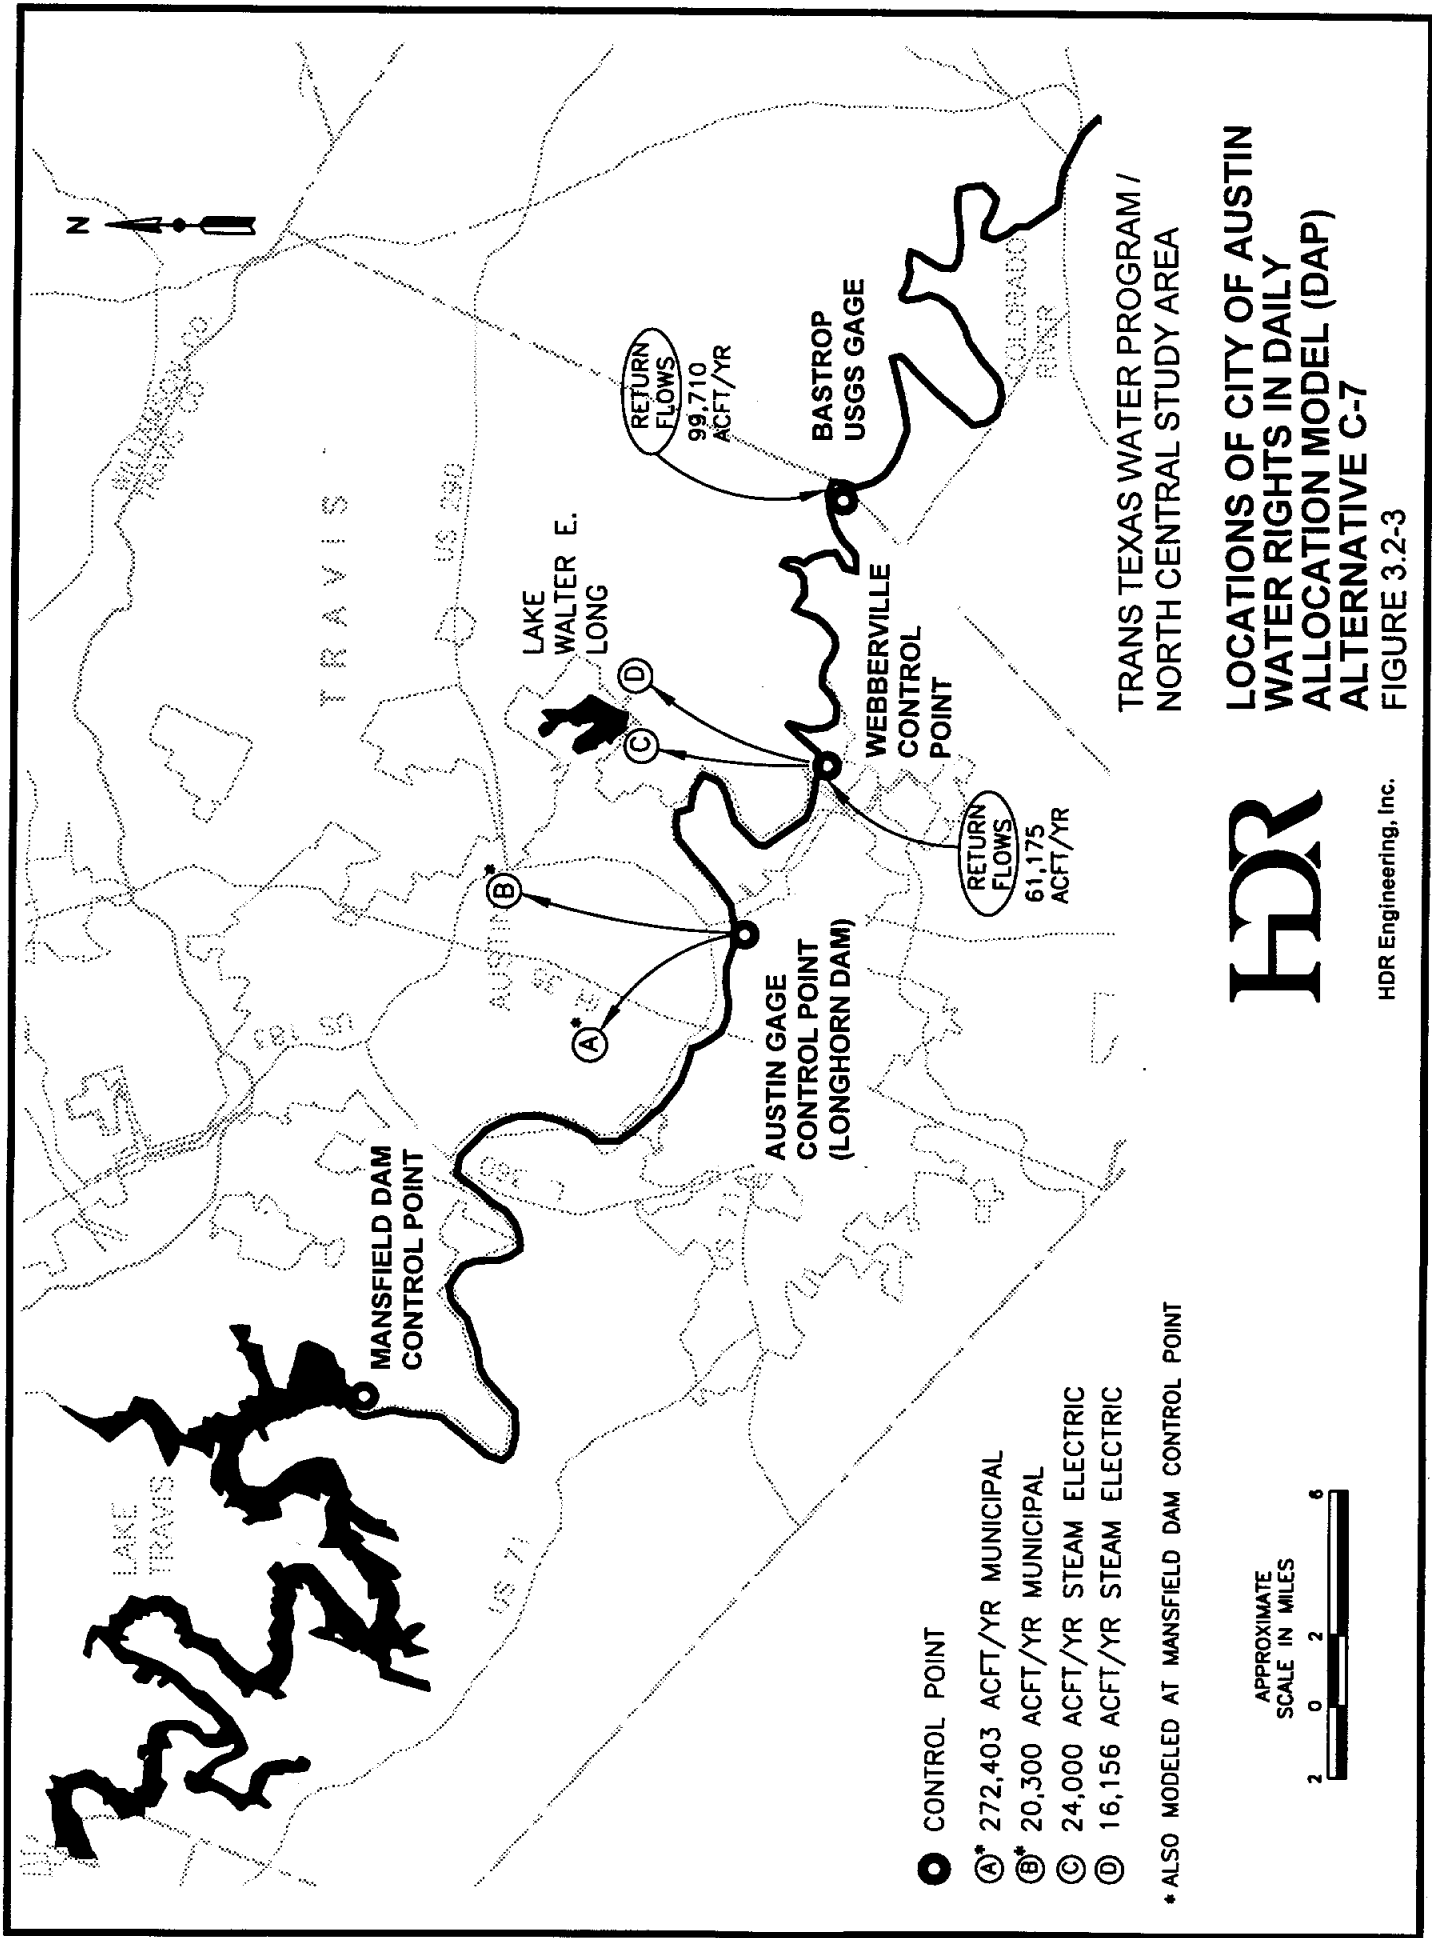 N
WILLIAMSON CO.
TRAVIS CO
TRAVIS
US 290
LAKE
TRAVIS
US 183
AUSTIN
IH 35
L 360
US 71
US 71
MANSFIELD DAM
CONTROL POINT
A*
B*
LAKE
WALTER E.
LONG
C
D
RETURN
FLOWS
99,710
ACFT/YR
BASTROP
USGS GAGE
AUSTIN GAGE
CONTROL POINT
(LONGHORN DAM)
WEBBERVILLE
CONTROL
POINT
RETURN
FLOWS
61,175
ACFT/YR
COLORADO
RIVER
CONTROL POINT
A* 272,403 ACFT/YR MUNICIPAL
B* 20,300 ACFT/YR MUNICIPAL
C 24,000 ACFT/YR STEAM ELECTRIC
D 16,156 ACFT/YR STEAM ELECTRIC
* ALSO MODELED AT MANSFIELD DAM CONTROL POINT
APPROXIMATE
SCALE IN MILES
2 0 2 6
HDR
HDR Engineering, Inc.
TRANS TEXAS WATER PROGRAM /
NORTH CENTRAL STUDY AREA
LOCATIONS OF CITY OF AUSTIN
WATER RIGHTS IN DAILY
ALLOCATION MODEL (DAP)
ALTERNATIVE C-7
FIGURE 3.2-3